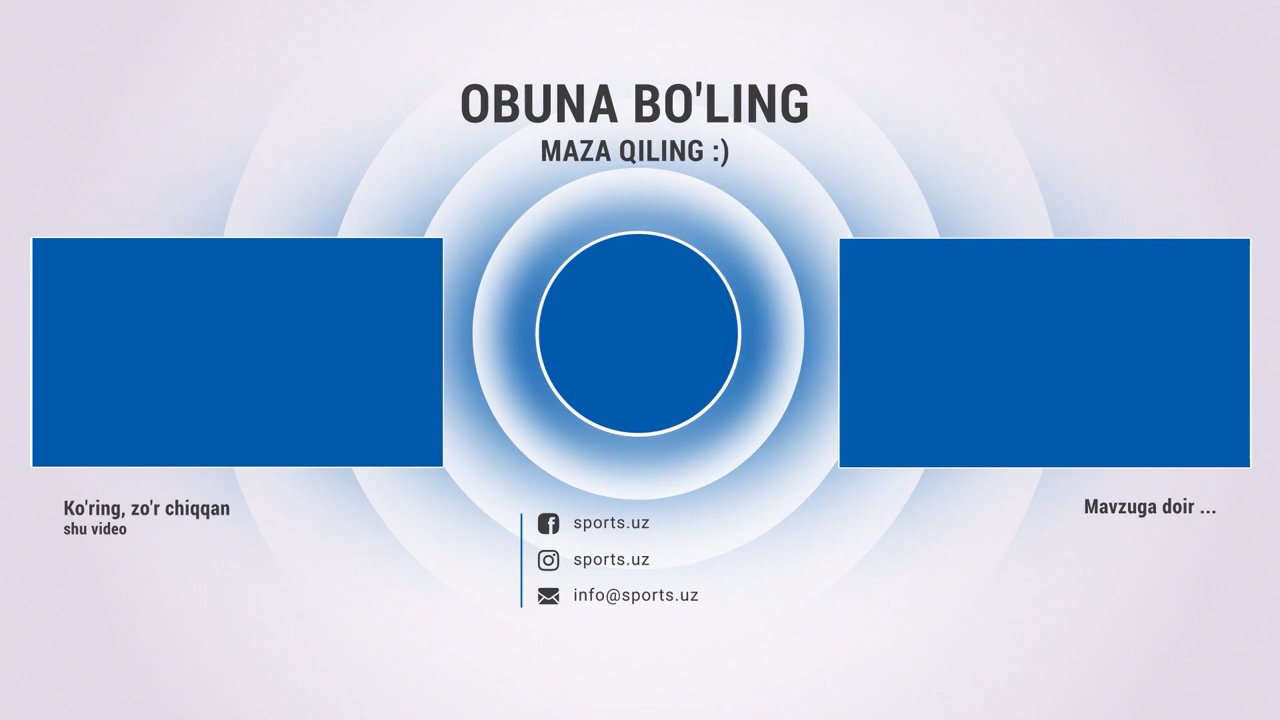 OBUNA BO'LING
MAZA QILING :)
Ko'ring, zo'r chiqqan
shu video
Mavzuga doir ...
sports.uz
sports.uz
info@sports.uz